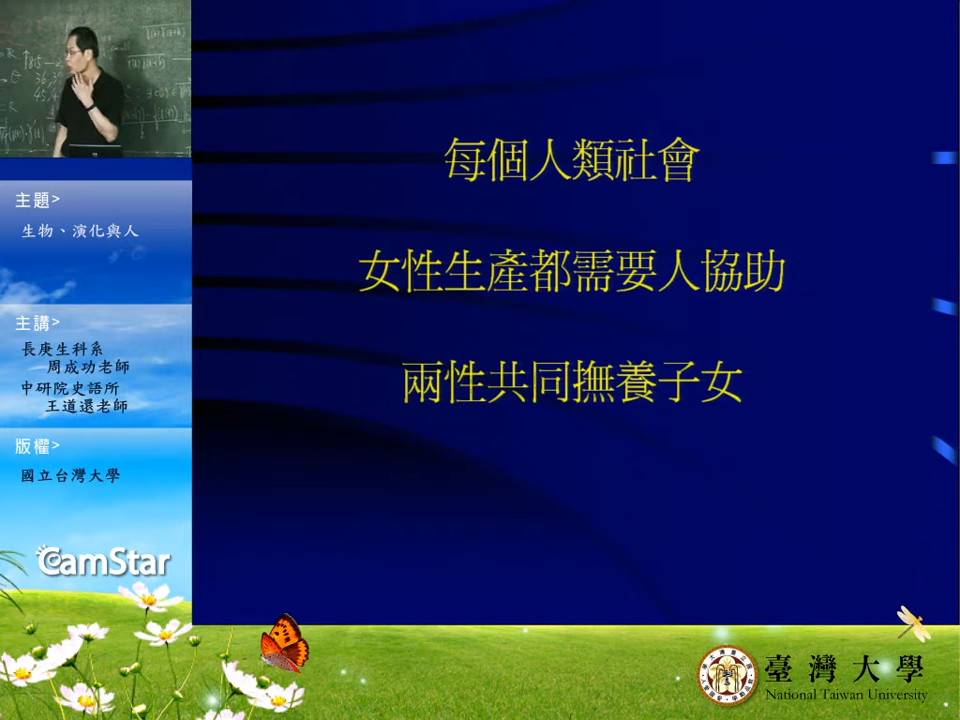 每個人類社會
女性生產都需要人協助
兩性共同撫養子女
主題>
生物、演化與人
主講>
長庚生科系
周成功老師
中研院史語所
王道還老師
版權>
國立台灣大學
CamStar
臺灣大學
National Taiwan University